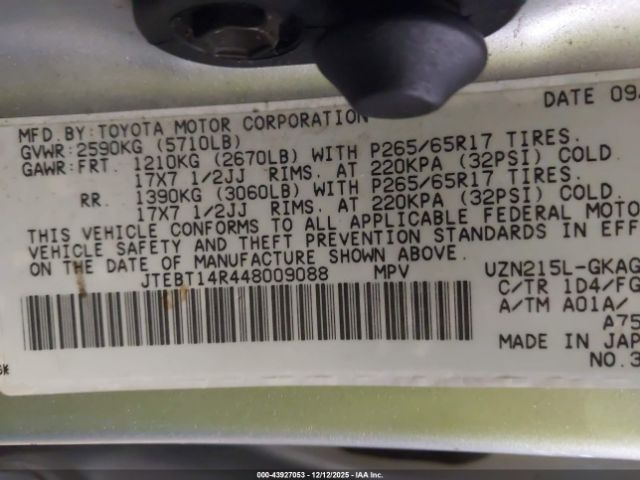 DATE 09
MFD.BY:TOYOTA MOTOR CORPORATION
GVWR:2590KG (5710LB)
GAWR:FRT. 1210KG (2670LB) WITH P265/65R17 TIRES.
17X7 1/2JJ RIMS, AT 220KPA (32PSI) COLD.
RR. 1390KG (3060LB) WITH P265/65R17 TIRES.
17X7 1/2JJ RIMS, AT 220KPA (32PSI) COLD.
THIS VEHICLE CONFORMS TO ALL APPLICABLE FEDERAL MOTO
VEHICLE SAFETY AND THEFT PREVENTION STANDARDS IN EFF
ON THE DATE OF MANUFACTURE SHOWN ABOVE.
JTEBT14R448009088 MPV UZN215L-GKAG
C/TR 1D4/FG
A/TM A01A/
A75
MADE IN JAP
NO.3
000-43927053 — 12/12/2025 — IAA Inc.